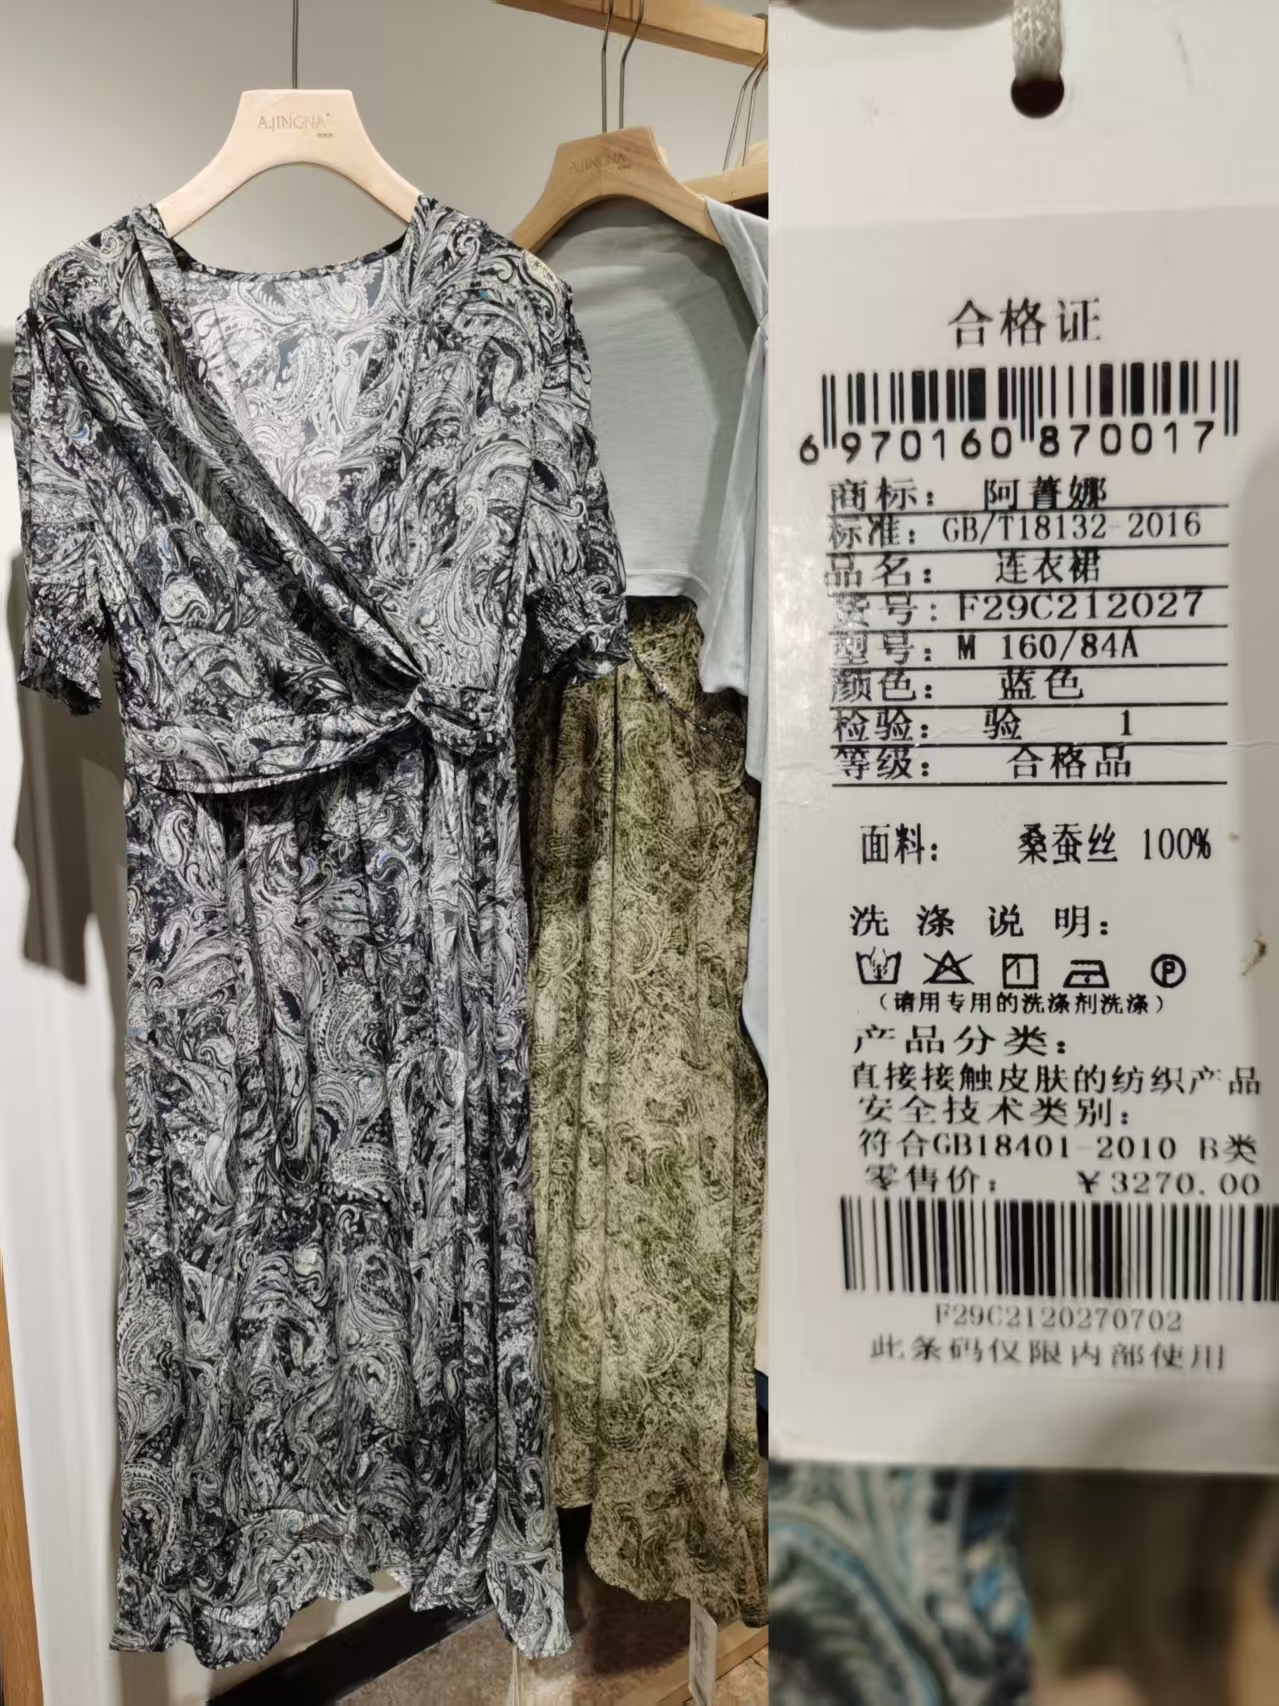 A.JINGNA
A.JINGNA
合格证
6 970160 870017
商标： 阿菁娜
标准：GB/T18132-2016
品名： 连衣裙
货号：F29C212027
型号：M 160/84A
颜色： 蓝色
检验： 验 1
等级： 合格品
面料： 桑蚕丝 100%
洗 涤 说 明：
P
（请用专用的洗涤剂洗涤）
产品分类：
直接接触皮肤的纺织产品
安全技术类别：
符合GB18401-2010 B类
零售价： ￥3270.00
F29C2120270702
此条码仅限内部使用